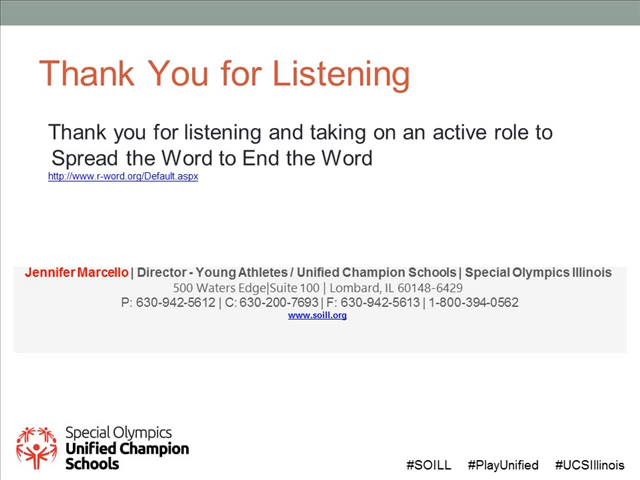 Thank You for Listening
Thank you for listening and taking on an active role to
Spread the Word to End the Word
http://www.r-word.org/Default.aspx
Jennifer Marcello | Director - Young Athletes / Unified Champion Schools | Special Olympics Illinois
500 Waters Edge|Suite 100 | Lombard, IL 60148-6429
P: 630-942-5612 | C: 630-200-7693 | F: 630-942-5613 | 1-800-394-0562
www.soill.org
Special Olympics
Unified Champion
Schools
#SOILL #PlayUnified #UCSIllinois